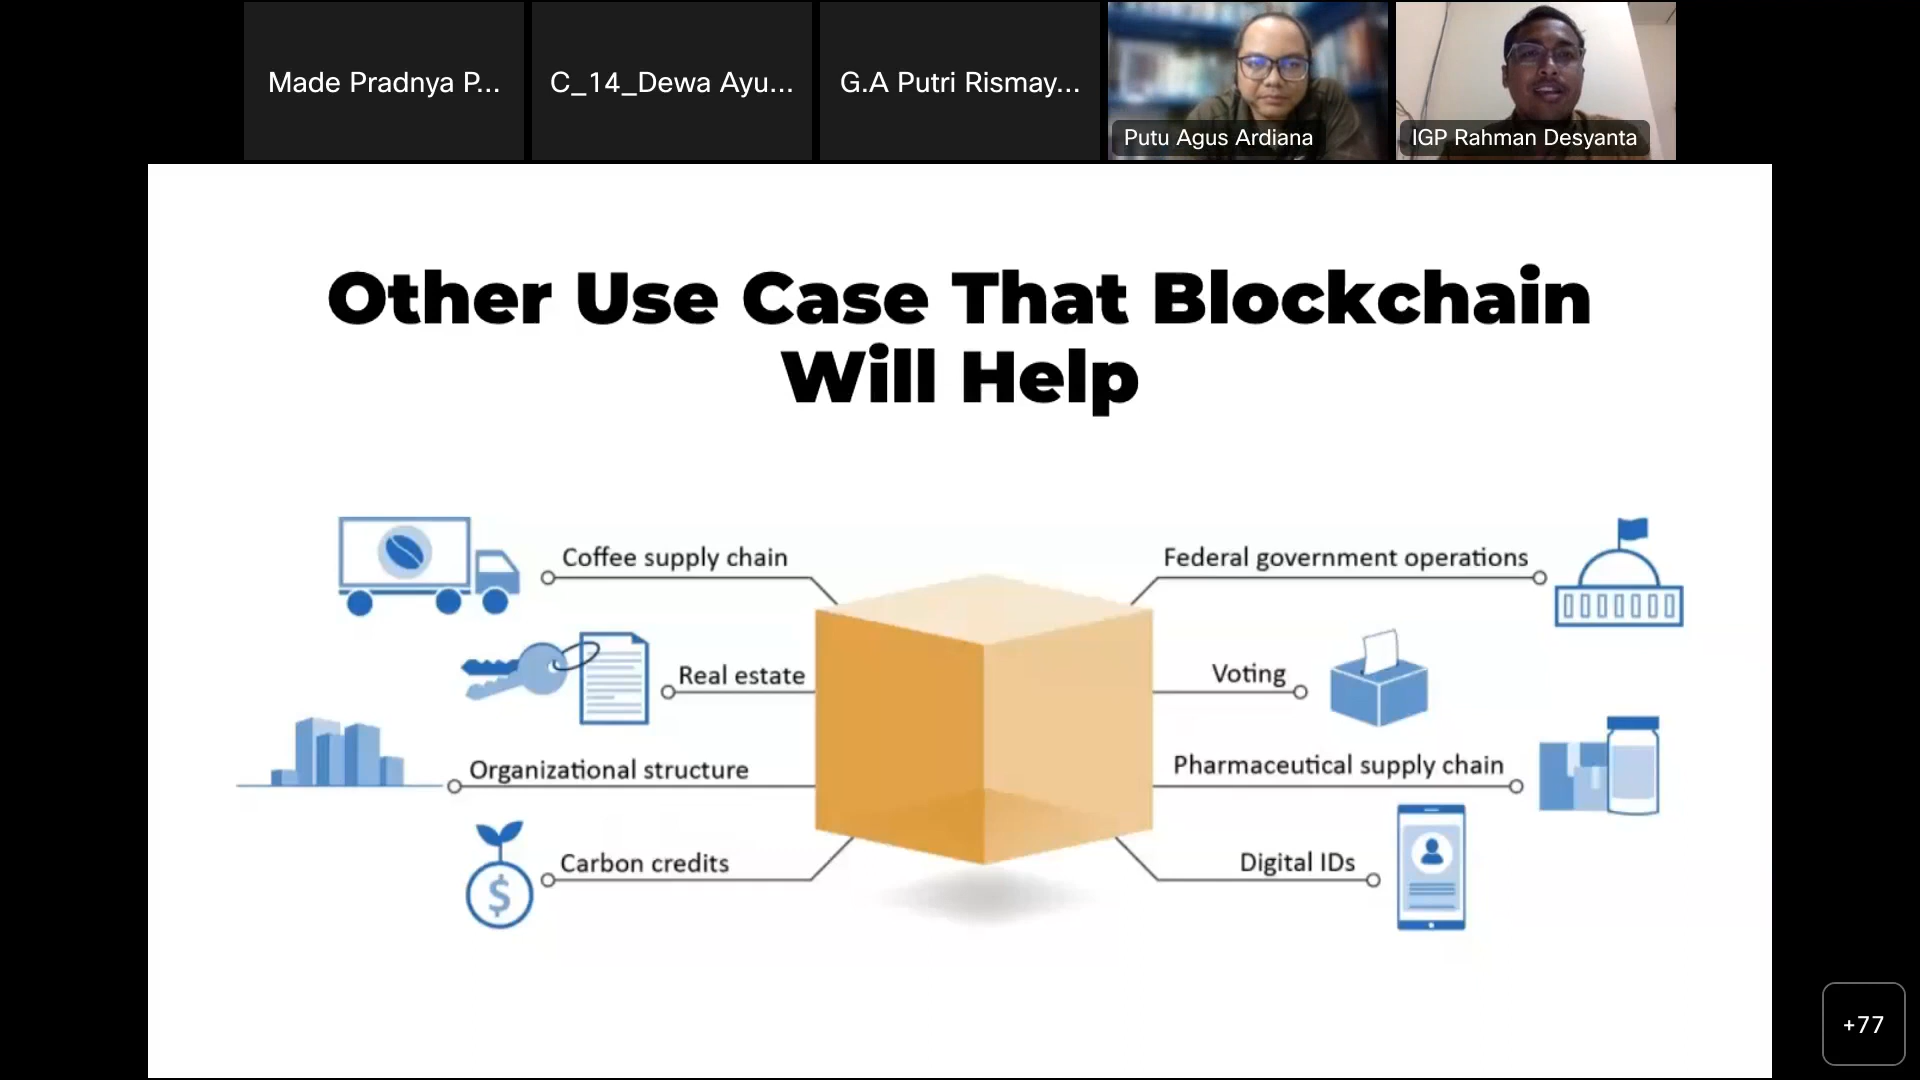 Made Pradnya P...
C_14_Dewa Ayu...
G.A Putri Rismay...
Putu Agus Ardiana
IGP Rahman Desyanta
Other Use Case That Blockchain
Will Help
Coffee supply chain
Federal government operations
Real estate
Voting
Organizational structure
Pharmaceutical supply chain
Carbon credits
Digital IDs
$
+77